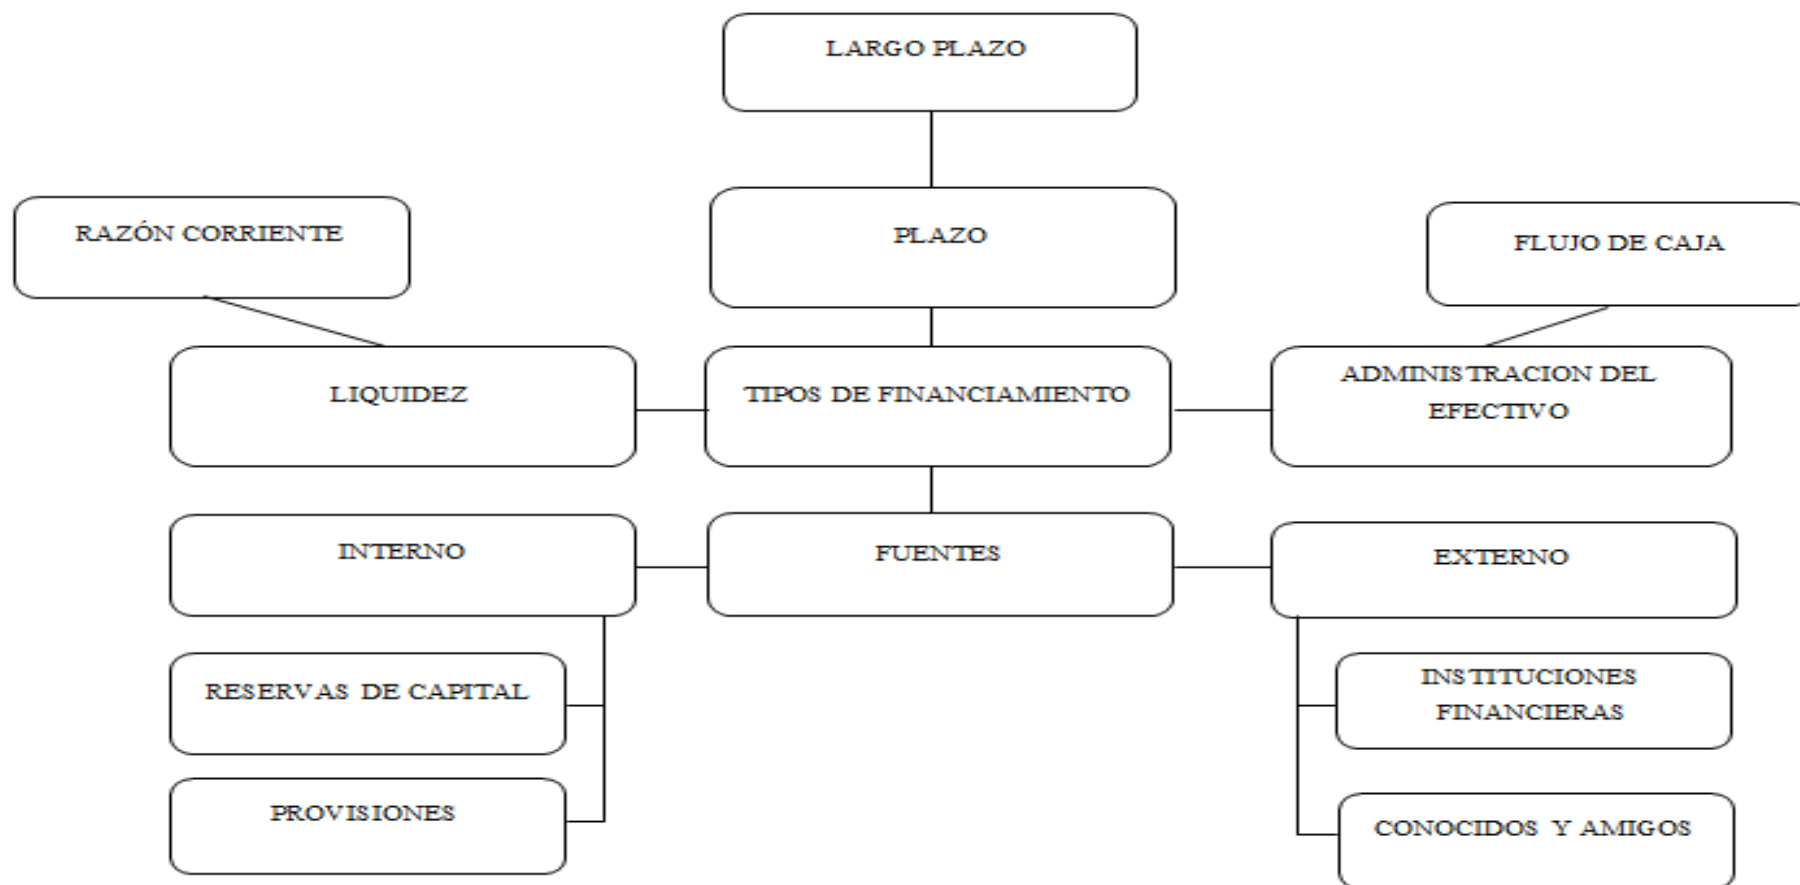 LARGO PLAZO
RAZÓN CORRIENTE
PLAZO
FLUJO DE CAJA
LIQUIDEZ
TIPOS DE FINANCIAMIENTO
ADMINISTRACION DEL
EFECTIVO
INTERNO
FUENTES
EXTERNO
RESERVAS DE CAPITAL
INSTITUCIONES
FINANCIERAS
PROVISIONES
CONOCIDOS Y AMIGOS